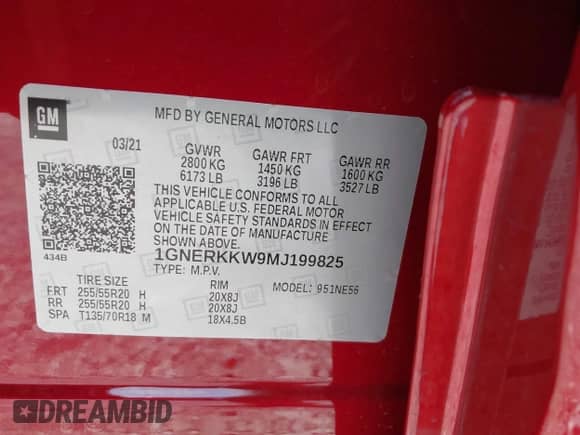 GM
MFD BY GENERAL MOTORS LLC
03/21
GVWR GAWR FRT GAWR RR
2800 KG 1450 KG 1600 KG
6173 LB 3196 LB 3527 LB
THIS VEHICLE CONFORMS TO ALL
APPLICABLE U.S. FEDERAL MOTOR
VEHICLE SAFETY STANDARDS IN EFFECT
ON THE DATE OF MANUFACTURE
SHOWN ABOVE.
434B
1GNERKKW9MJ199825
TYPE: M.P.V.
TIRE SIZE RIM MODEL: 951NE56
FRT 255/55R20 H 20X8J
RR 255/55R20 H 20X8J
SPA T135/70R18 M 18X4.5B
DREAMBID